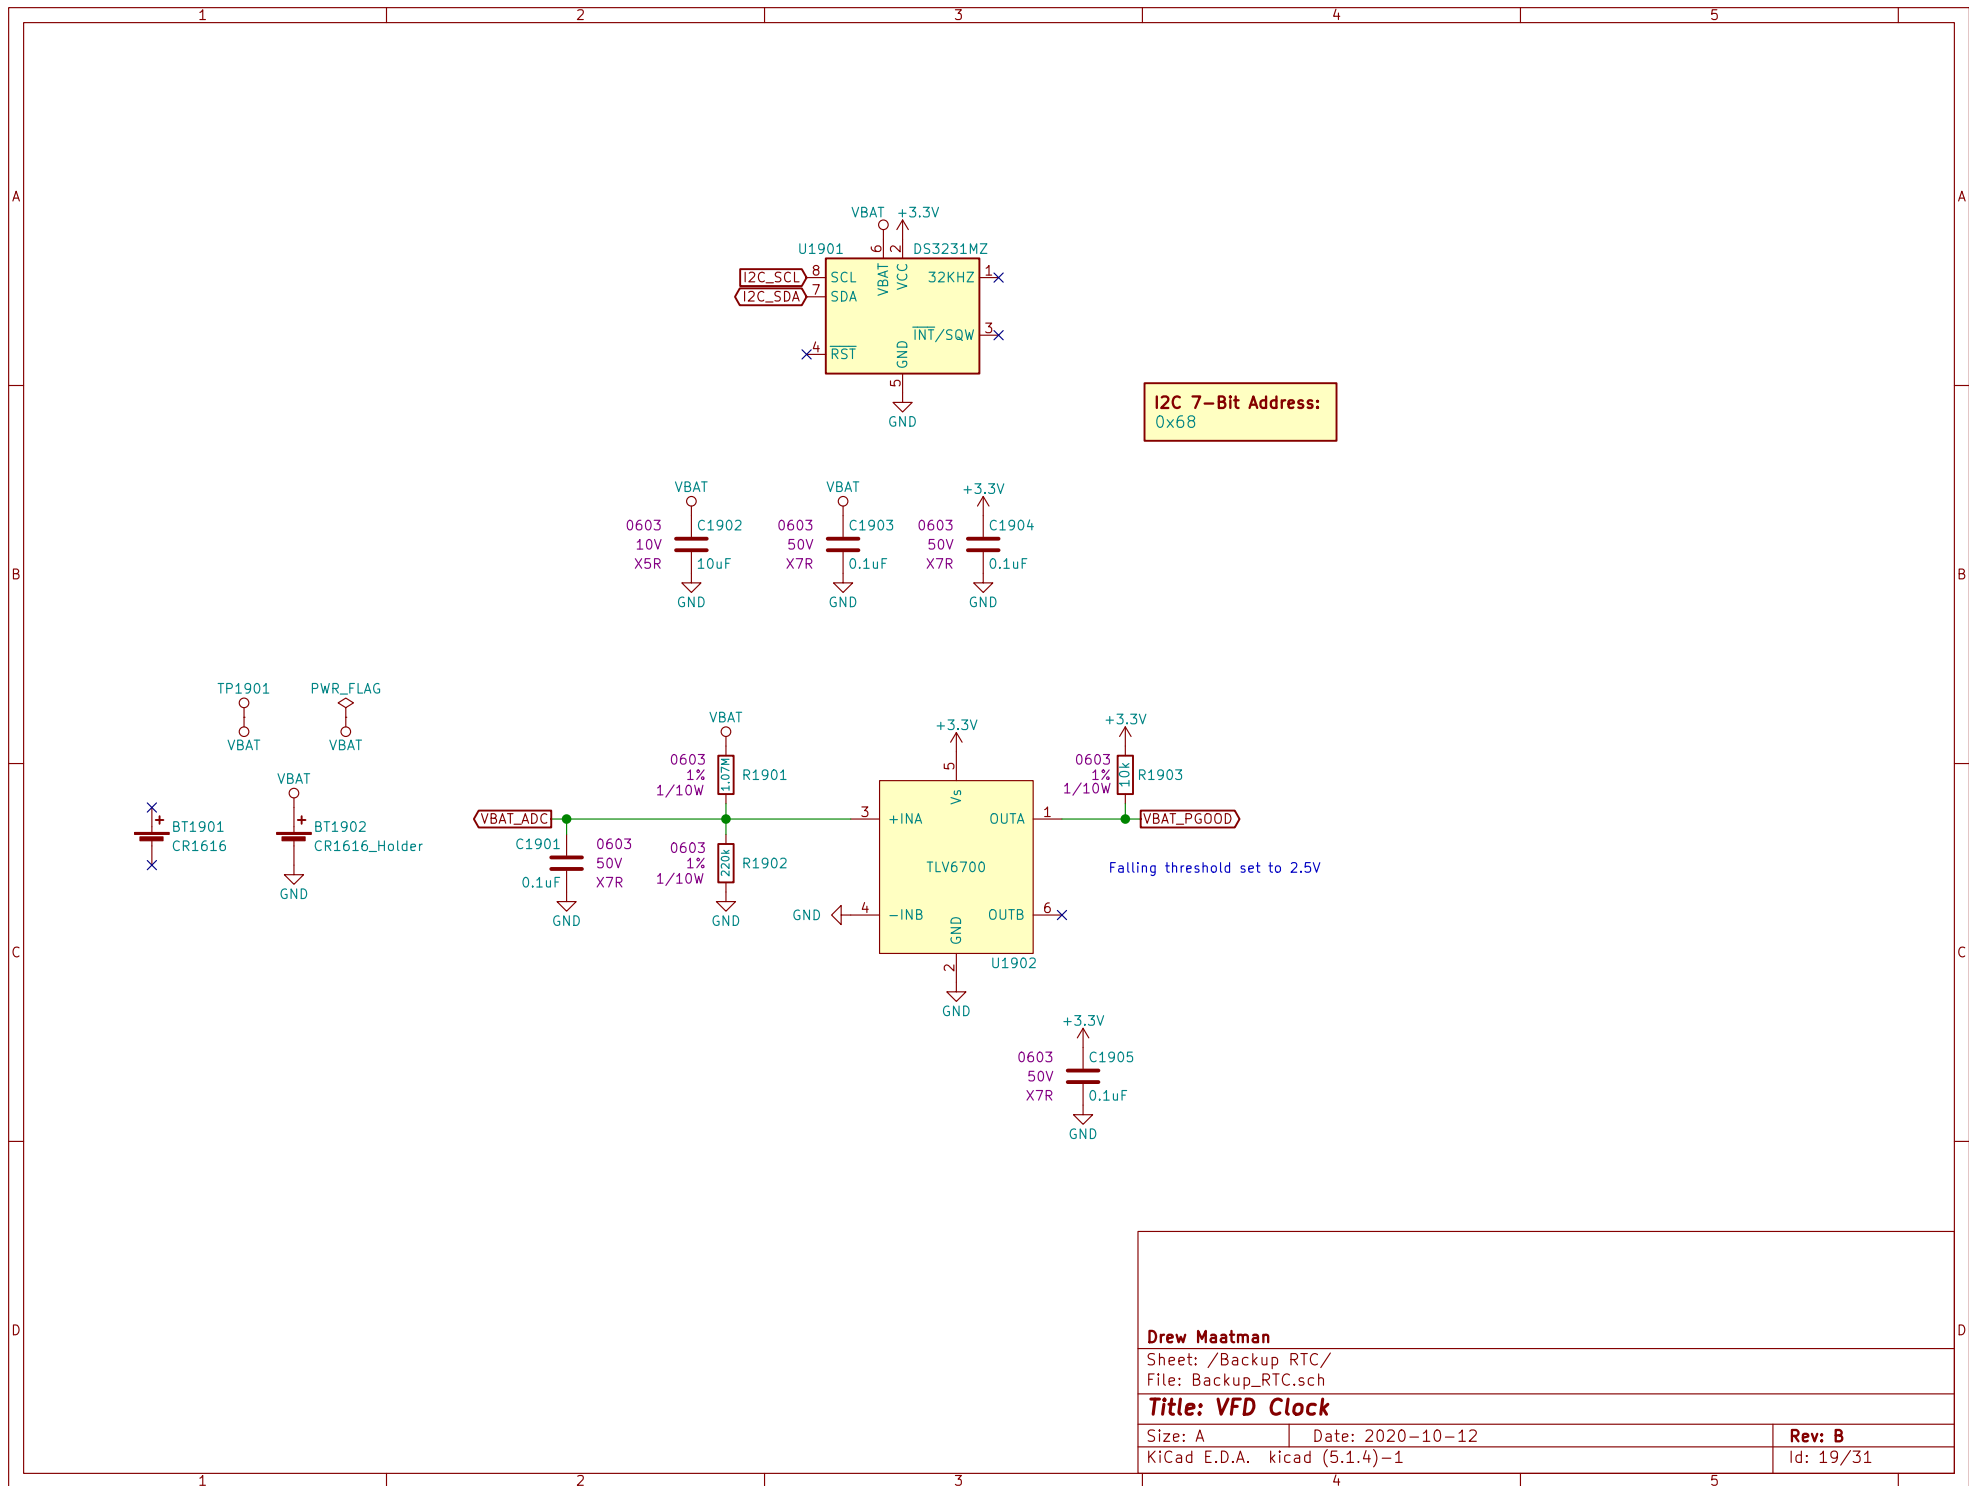 1 2 3 4 5
A A
VBAT +3.3V
U1901 DS3231MZ
6 2
I2C_SCL 8 SCL VBAT VCC 32KHZ 1
I2C_SDA 7 SDA
INT/SQW 3
4 RST GND
5
GND
I2C 7-Bit Address:
0x68
VBAT VBAT +3.3V
0603 C1902 0603 C1903 0603 C1904
10V 50V 50V
X5R 10uF X7R 0.1uF X7R 0.1uF
GND GND GND
B B
TP1901 PWR_FLAG
VBAT VBAT
VBAT +3.3V +3.3V
0603 0603
1% 1.07M R1901 5 1% 10k R1903
1/10W 1/10W
VBAT
Vs
VBAT_ADC 3 +INA OUTA 1 VBAT_PGOOD
+ BT1901 + BT1902
CR1616 CR1616_Holder
GND
C1901 0603 0603
50V 1% 220k R1902 TLV6700 Falling threshold set to 2.5V
0.1uF X7R 1/10W
GND GND GND 4 -INB GND OUTB 6
C C
2 U1902
GND
+3.3V
0603 C1905
50V
X7R 0.1uF
GND
D D
Drew Maatman
Sheet: /Backup RTC/
File: Backup_RTC.sch
Title: VFD Clock
Size: A Date: 2020-10-12 Rev: B
KiCad E.D.A. kicad (5.1.4)-1 Id: 19/31
1 2 3 4 5